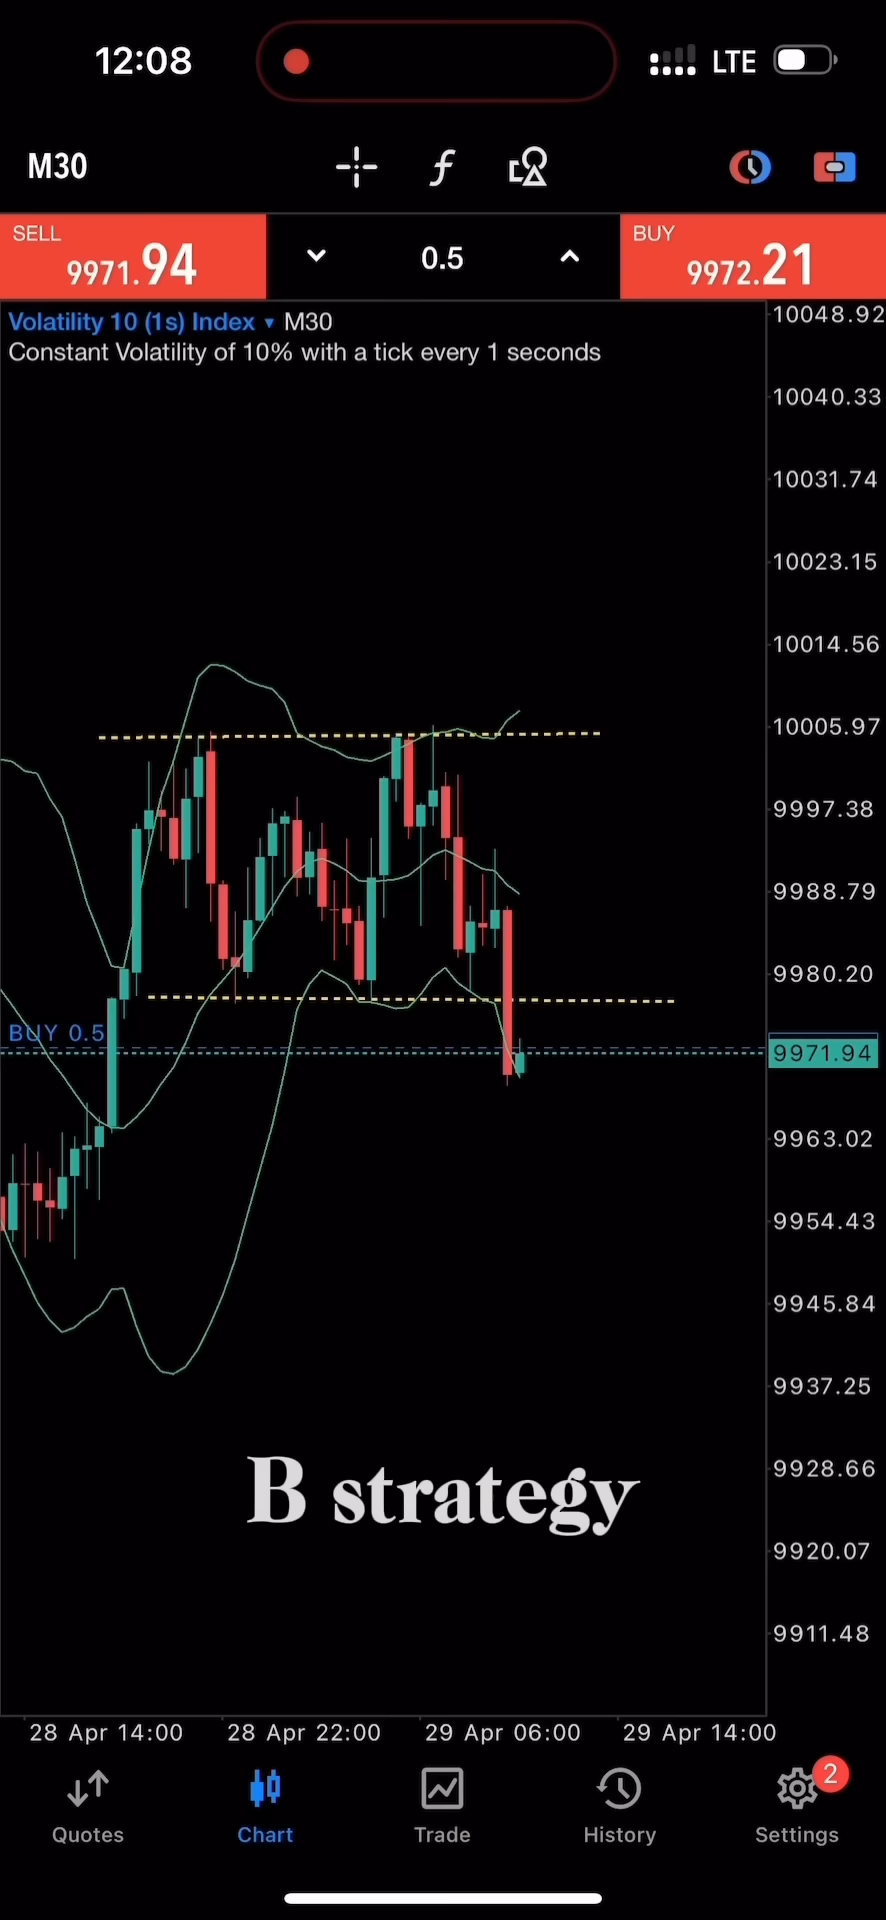 12:08
LTE
M30
SELL
9971.94
0.5
BUY
9972.21
Volatility 10 (1s) Index ▾ M30
Constant Volatility of 10% with a tick every 1 seconds
10048.92
10040.33
10031.74
10023.15
10014.56
10005.97
9997.38
9988.79
9980.20
BUY 0.5
9971.94
9963.02
9954.43
9945.84
9937.25
9928.66
B strategy
9920.07
9911.48
28 Apr 14:00
28 Apr 22:00
29 Apr 06:00
29 Apr 14:00
2
Quotes
Chart
Trade
History
Settings